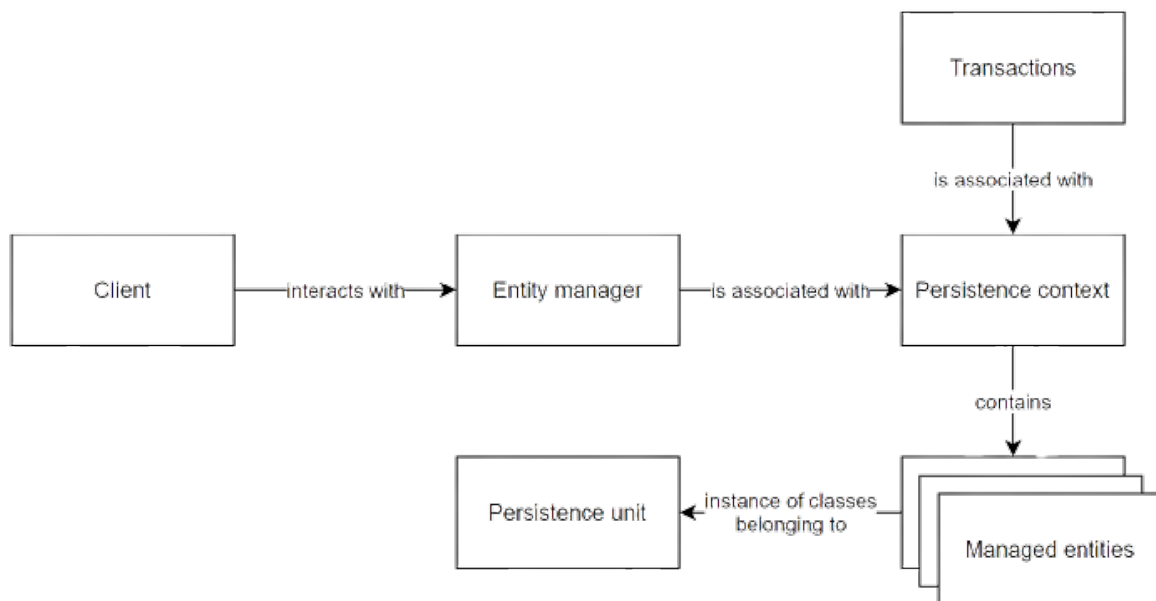 Transactions
is associated with
Client
interacts with
Entity manager
is associated with
Persistence context
contains
Persistence unit
instance of classes
belonging to
Managed entities